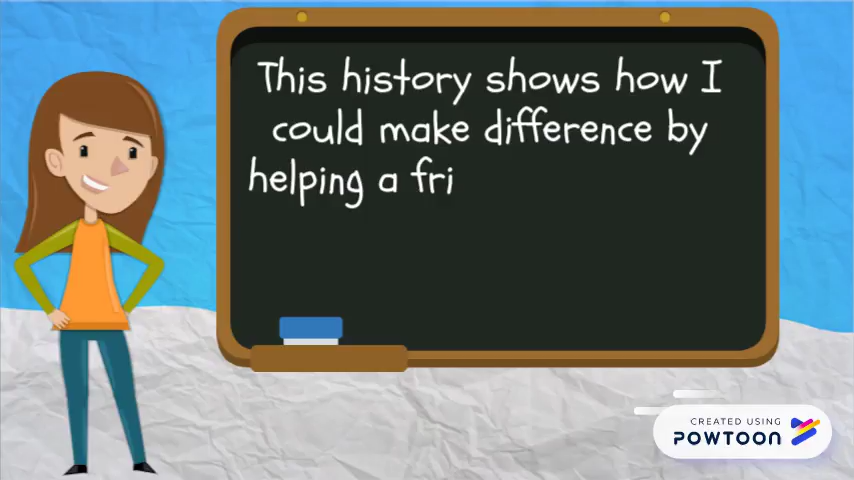 This history shows how I
could make difference by
helping a fri
CREATED USING
POWTOON